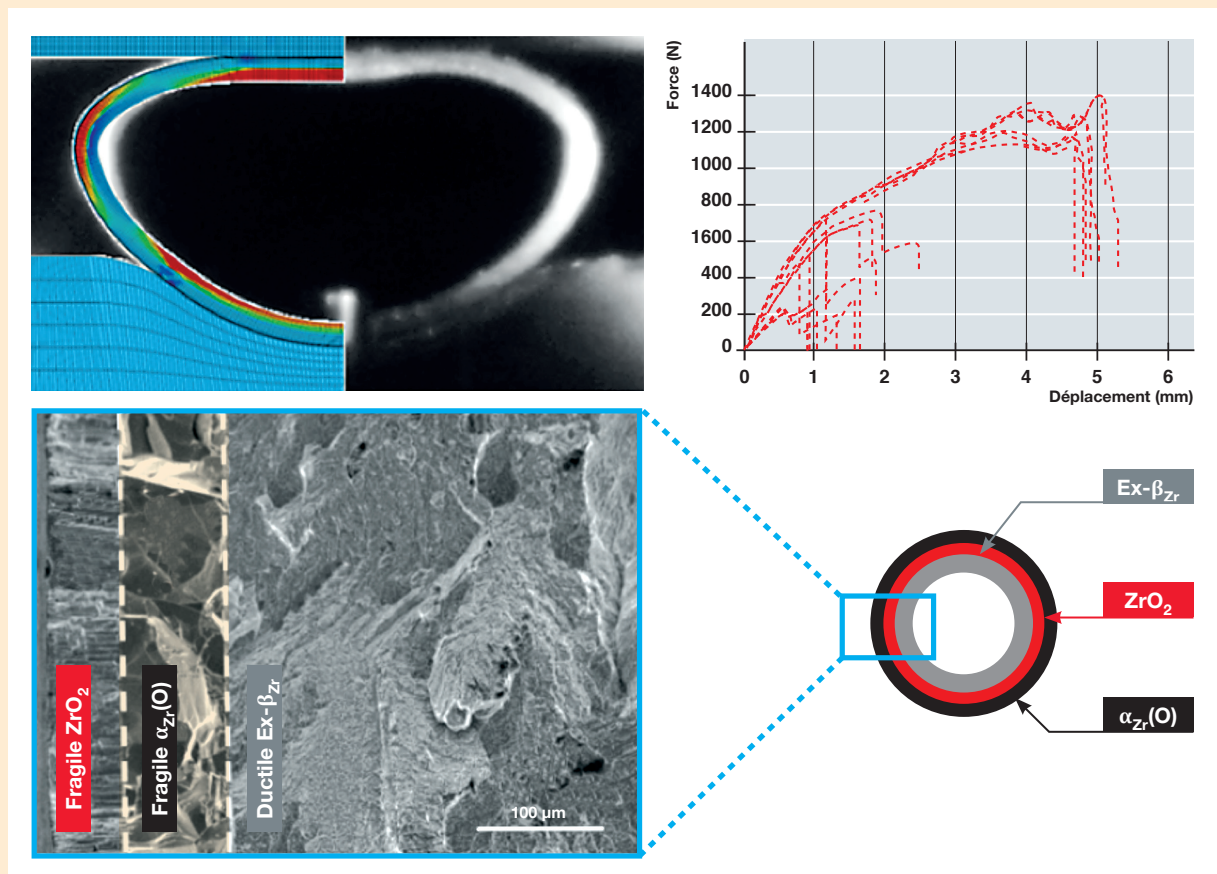 Force (N)
1400
1200
1000
800
1600
400
200
0
0
1
2
3
4
5
6
Déplacement (mm)
Fragile ZrO₂
Fragile αZr(O)
Ductile Ex-βZr
100 µm
Ex-βZr
ZrO₂
αZr(O)